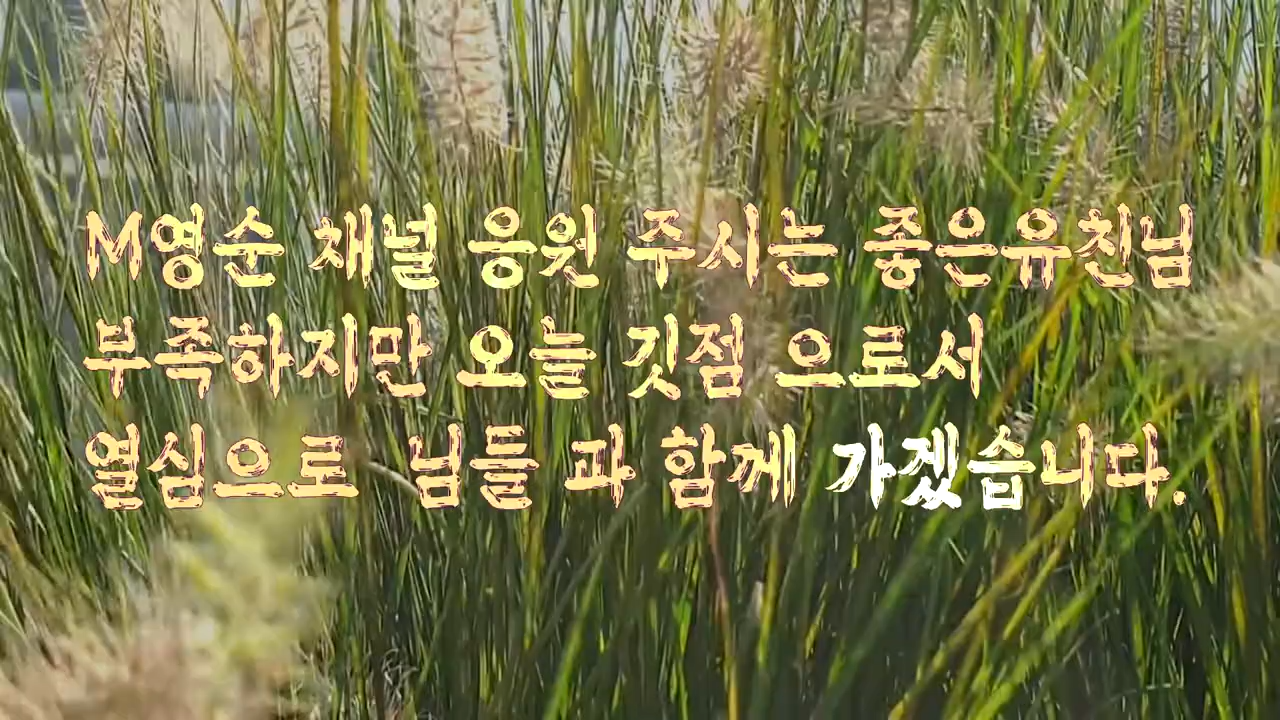 M영순 채널 응원 주시는 좋은유친님
부족하지만 오늘 깃점 으로서
열심으로 님들 과 함께 가겠습니다.